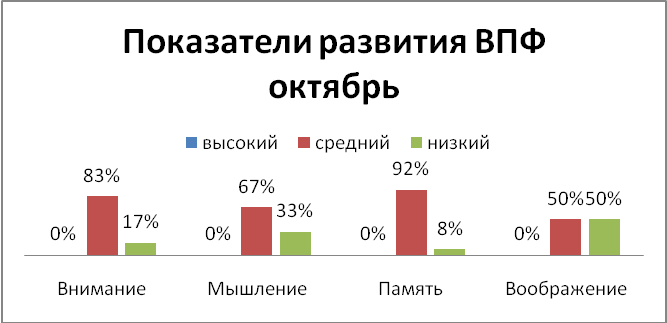 Показатели развития ВПФ
октябрь
высокий средний низкий
0% 83% 17% 0% 67% 33% 0% 92% 8% 0% 50% 50%
Внимание Мышление Память Воображение